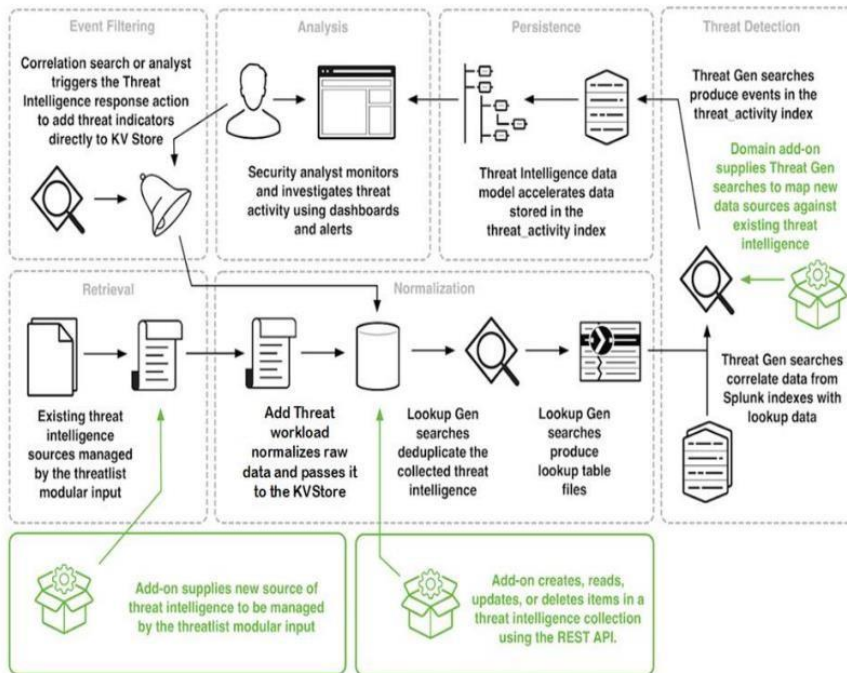 Event Filtering
Correlation search or analyst
triggers the Threat
Intelligence response action
to add threat indicators
directly to KV Store
Analysis
Security analyst monitors
and investigates threat
activity using dashboards
and alerts
Persistence
Threat Intelligence data
model accelerates data
stored in the
threat_activity index
Threat Detection
Threat Gen searches
produce events in the
threat_activity index
Domain add-on
supplies Threat Gen
searches to map new
data sources against
existing threat
intelligence
Threat Gen searches
correlate data from
Splunk indexes with
lookup data
Retrieval
Existing threat
intelligence
sources managed
by the threatlist
modular input
Normalization
Add Threat
workload
normalizes raw
data and passes it
to the KVStore
Lookup Gen
searches
deduplicate the
collected threat
intelligence
Lookup Gen
searches
produce
lookup table
files
Add-on supplies new source of
threat intelligence to be managed
by the threatlist modular input
Add-on creates, reads,
updates, or deletes items in a
threat intelligence collection
using the REST API.